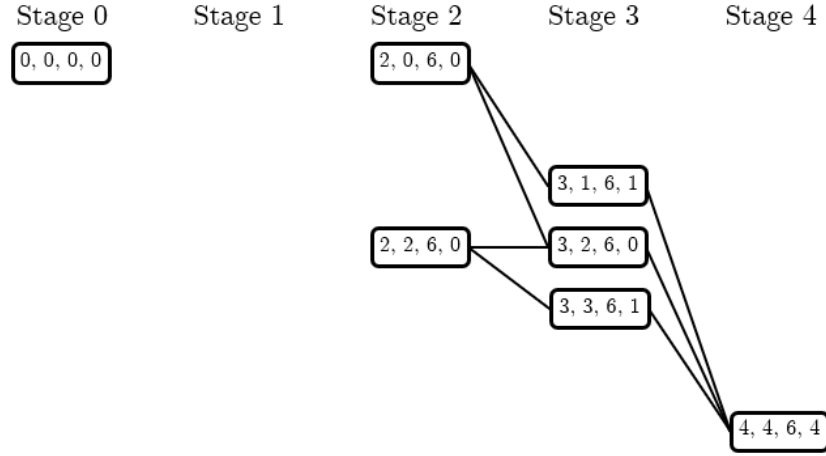 Stage 0 Stage 1 Stage 2 Stage 3 Stage 4
0, 0, 0, 0 2, 0, 6, 0
3, 1, 6, 1
2, 2, 6, 0 3, 2, 6, 0
3, 3, 6, 1
4, 4, 6, 4